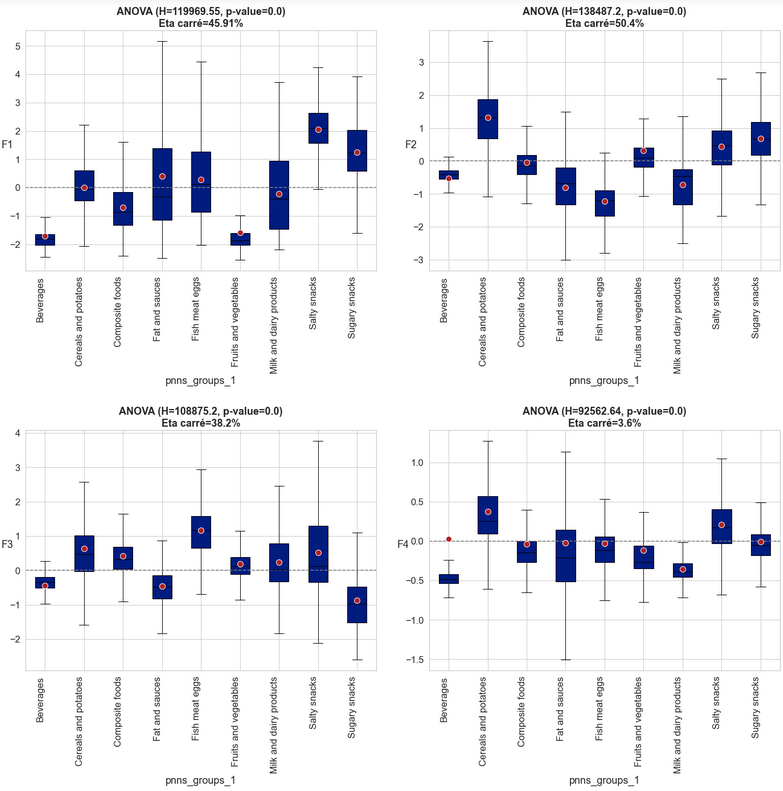 ANOVA (H=119969.55, p-value=0.0)
Eta carré=45.91%
5
4
3
2
1
0
−1
−2
F1
Beverages
Cereals and potatoes
Composite foods
Fat and sauces
Fish meat eggs
Fruits and vegetables
Milk and dairy products
Salty snacks
Sugary snacks
pnns_groups_1
ANOVA (H=138487.2, p-value=0.0)
Eta carré=50.4%
3
2
1
0
−1
−2
−3
F2
Beverages
Cereals and potatoes
Composite foods
Fat and sauces
Fish meat eggs
Fruits and vegetables
Milk and dairy products
Salty snacks
Sugary snacks
pnns_groups_1
ANOVA (H=108875.2, p-value=0.0)
Eta carré=38.2%
4
3
2
1
0
−1
−2
F3
Beverages
Cereals and potatoes
Composite foods
Fat and sauces
Fish meat eggs
Fruits and vegetables
Milk and dairy products
Salty snacks
Sugary snacks
pnns_groups_1
ANOVA (H=92562.64, p-value=0.0)
Eta carré=3.6%
1.0
0.5
0.0
−0.5
−1.0
−1.5
F4
Beverages
Cereals and potatoes
Composite foods
Fat and sauces
Fish meat eggs
Fruits and vegetables
Milk and dairy products
Salty snacks
Sugary snacks
pnns_groups_1